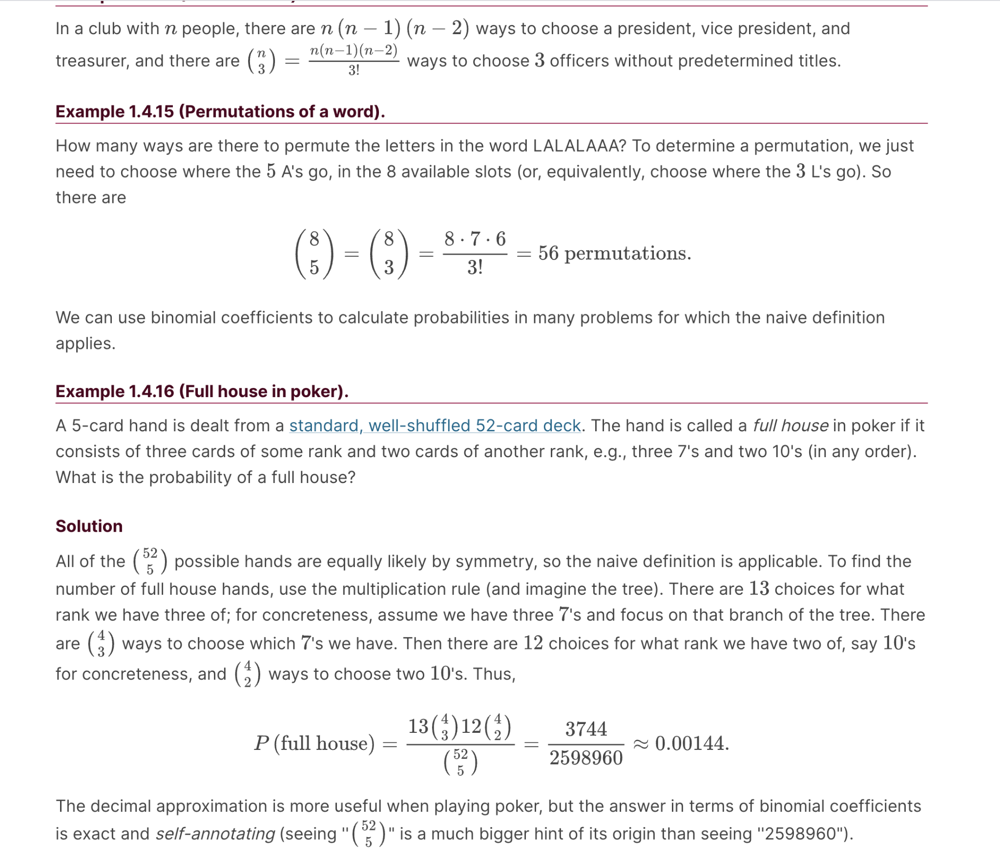 In a club with n people, there are n (n − 1) (n − 2) ways to choose a president, vice president, and
treasurer, and there are \binom{n}{3} = \frac{n(n−1)(n−2)}{3!} ways to choose 3 officers without predetermined titles.
Example 1.4.15 (Permutations of a word).
How many ways are there to permute the letters in the word LALALAAA? To determine a permutation, we just
need to choose where the 5 A's go, in the 8 available slots (or, equivalently, choose where the 3 L's go). So
there are
\binom{8}{5} = \binom{8}{3} = \frac{8 · 7 · 6}{3!} = 56 permutations.
We can use binomial coefficients to calculate probabilities in many problems for which the naive definition
applies.
Example 1.4.16 (Full house in poker).
A 5-card hand is dealt from a standard, well-shuffled 52-card deck. The hand is called a full house in poker if it
consists of three cards of some rank and two cards of another rank, e.g., three 7's and two 10's (in any order).
What is the probability of a full house?
Solution
All of the \binom{52}{5} possible hands are equally likely by symmetry, so the naive definition is applicable. To find the
number of full house hands, use the multiplication rule (and imagine the tree). There are 13 choices for what
rank we have three of; for concreteness, assume we have three 7's and focus on that branch of the tree. There
are \binom{4}{3} ways to choose which 7's we have. Then there are 12 choices for what rank we have two of, say 10's
for concreteness, and \binom{4}{2} ways to choose two 10's. Thus,
P (full house) = \frac{13\binom{4}{3}12\binom{4}{2}}{\binom{52}{5}} = \frac{3744}{2598960} ≈ 0.00144.
The decimal approximation is more useful when playing poker, but the answer in terms of binomial coefficients
is exact and self-annotating (seeing "\binom{52}{5}" is a much bigger hint of its origin than seeing "2598960").